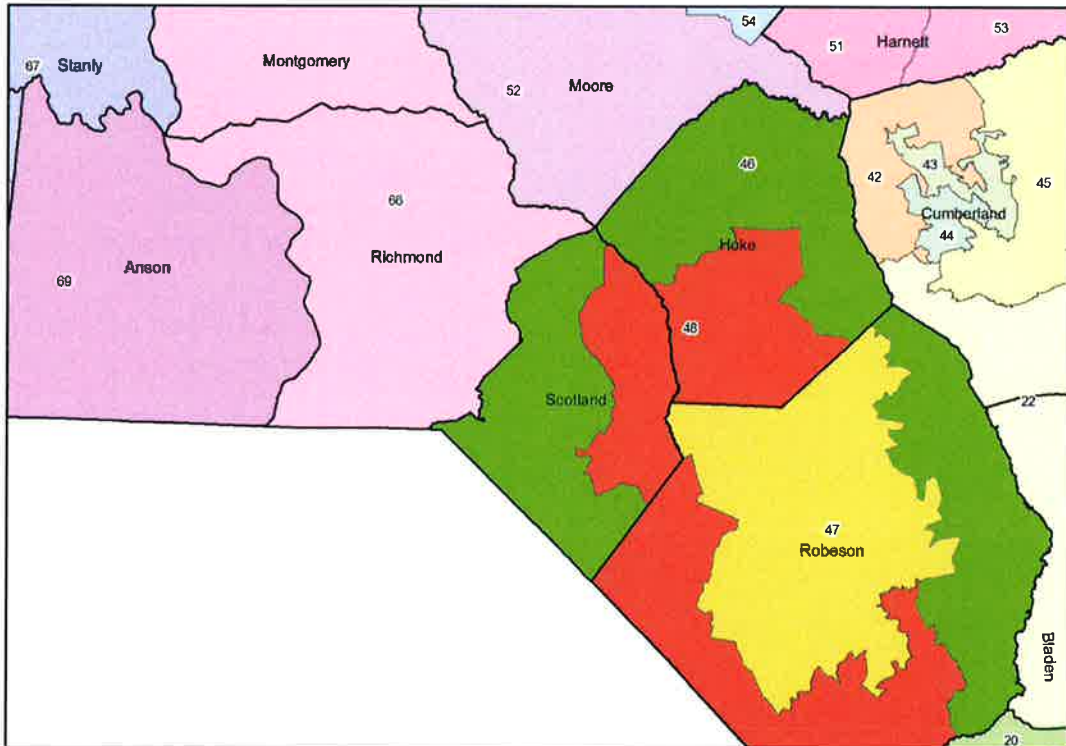 54
53
51
Harnett
67
Stanly
Montgomery
52
Moore
46
42
43
45
66
Cumberland
44
Hoke
Richmond
69
Anson
48
Scotland
22
47
Robeson
Bladen
20